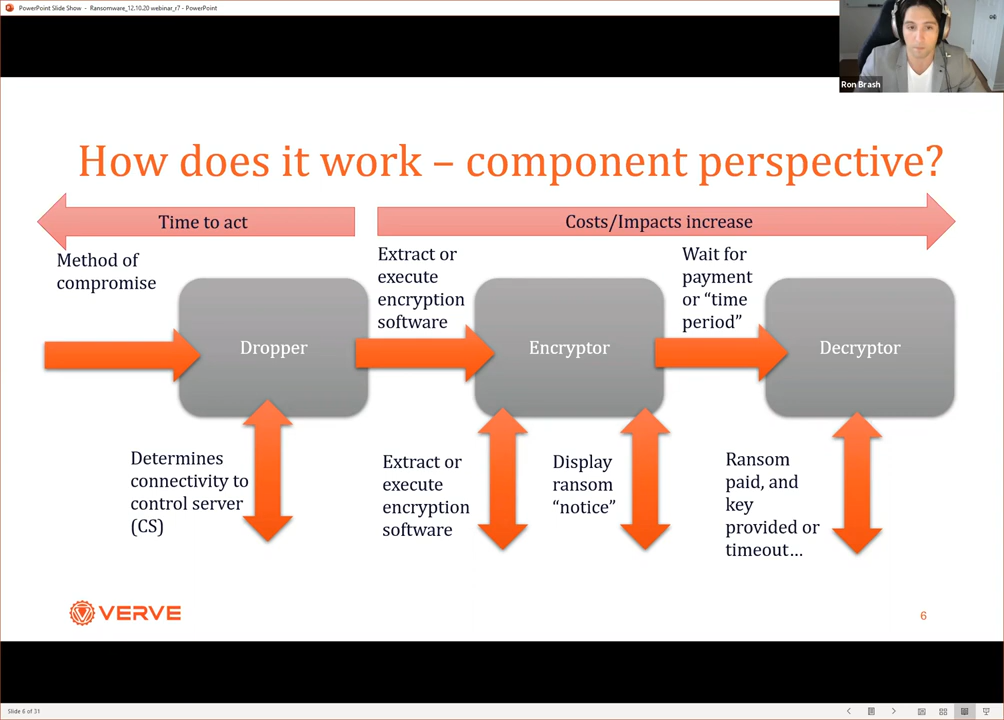 PowerPoint Slide Show - Ransomware_12.10.20 webinar_r7 - PowerPoint
Ron Brash
How does it work – component perspective?
Time to act
Costs/Impacts increase
Method of
compromise
Extract or
execute
encryption
software
Wait for
payment
or “time
period”
Dropper
Encryptor
Decryptor
Determines
connectivity to
control server
(CS)
Extract or
execute
encryption
software
Display
ransom
“notice”
Ransom
paid, and
key
provided or
timeout…
VERVE
6
Slide 6 of 31